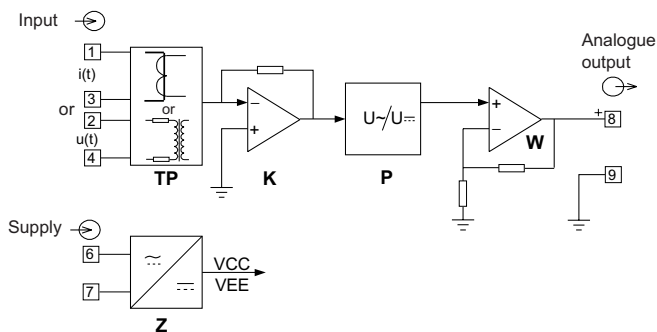 Input
Analogue
output
1
i(t)
3
or
2
u(t)
4
or
TP
−
+
K
U~/U⎓
P
+
−
W
+
8
9
Supply
6
7
VCC
VEE
Z